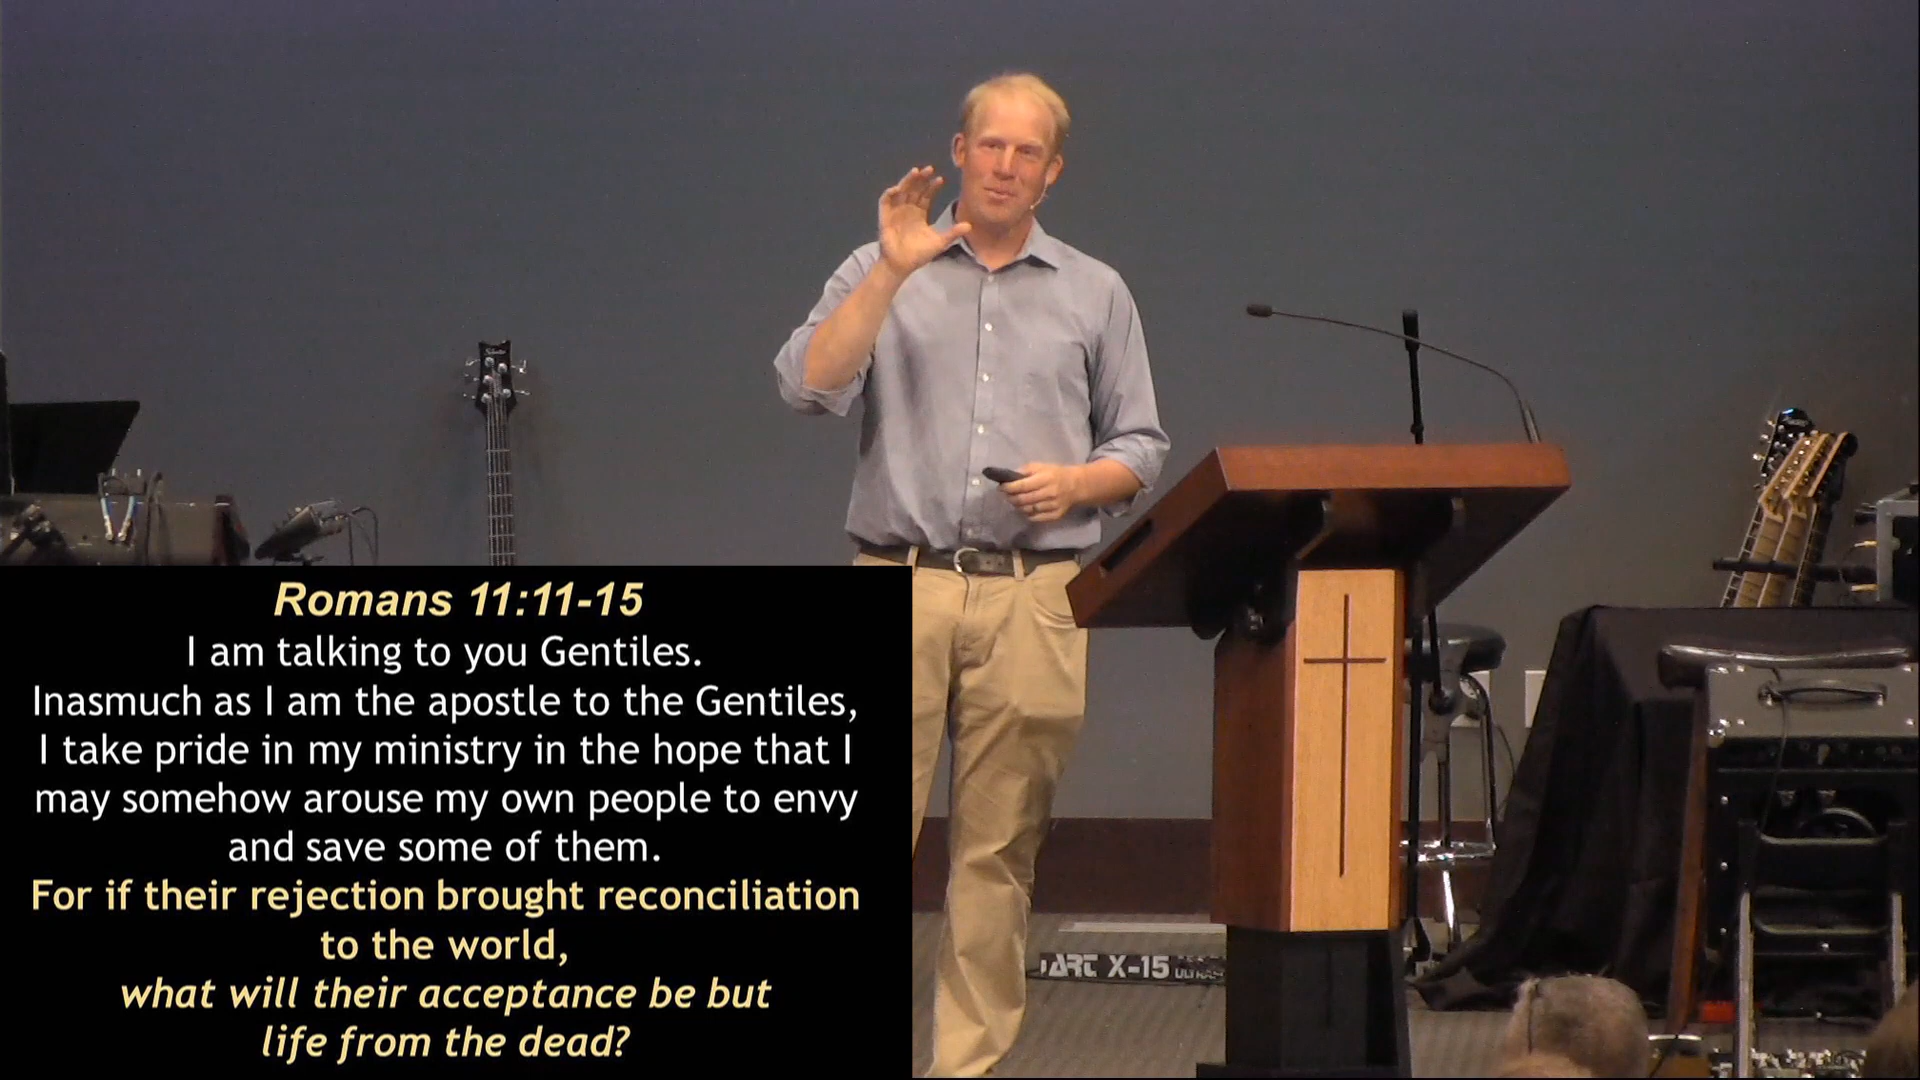 Romans 11:11-15
I am talking to you Gentiles.
Inasmuch as I am the apostle to the Gentiles,
I take pride in my ministry in the hope that I
may somehow arouse my own people to envy
and save some of them.
For if their rejection brought reconciliation
to the world,
what will their acceptance be but
life from the dead?
ART X-15